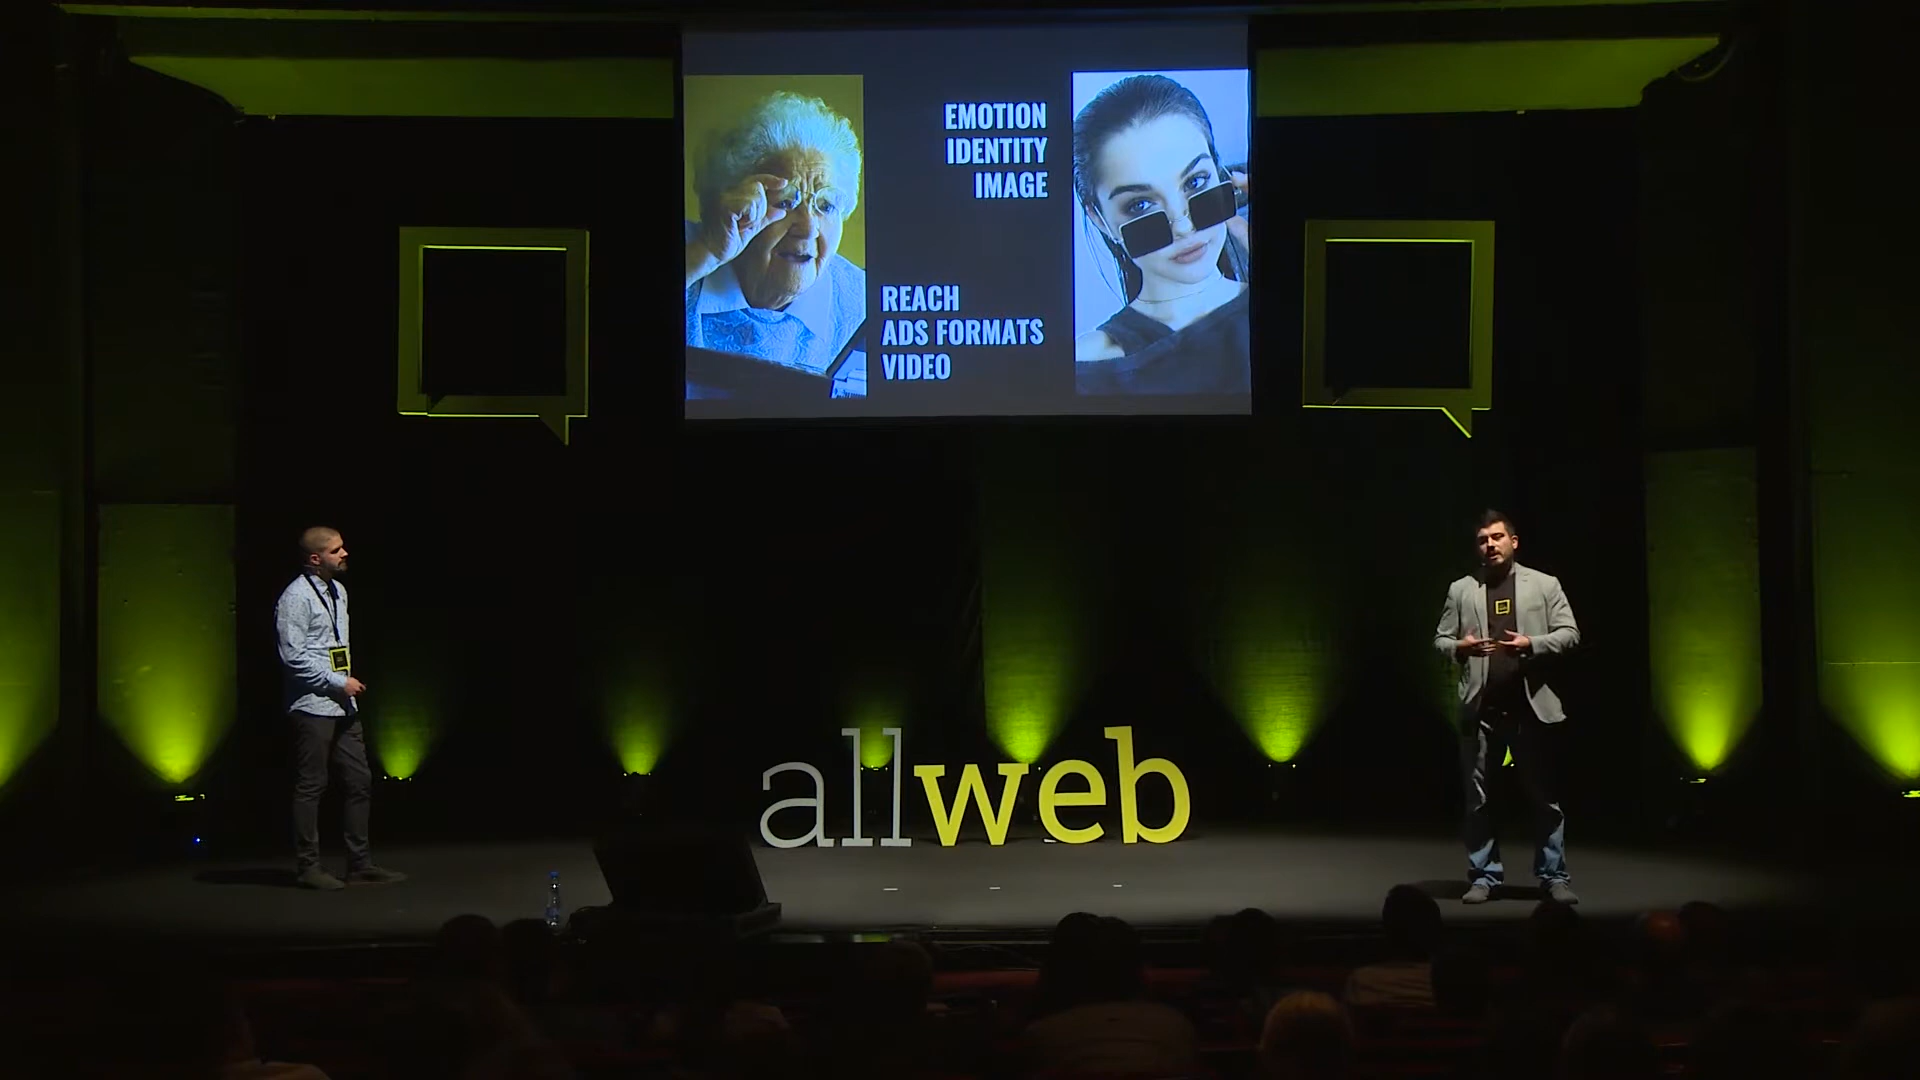 EMOTION
IDENTITY
IMAGE
REACH
ADS FORMATS
VIDEO
allweb